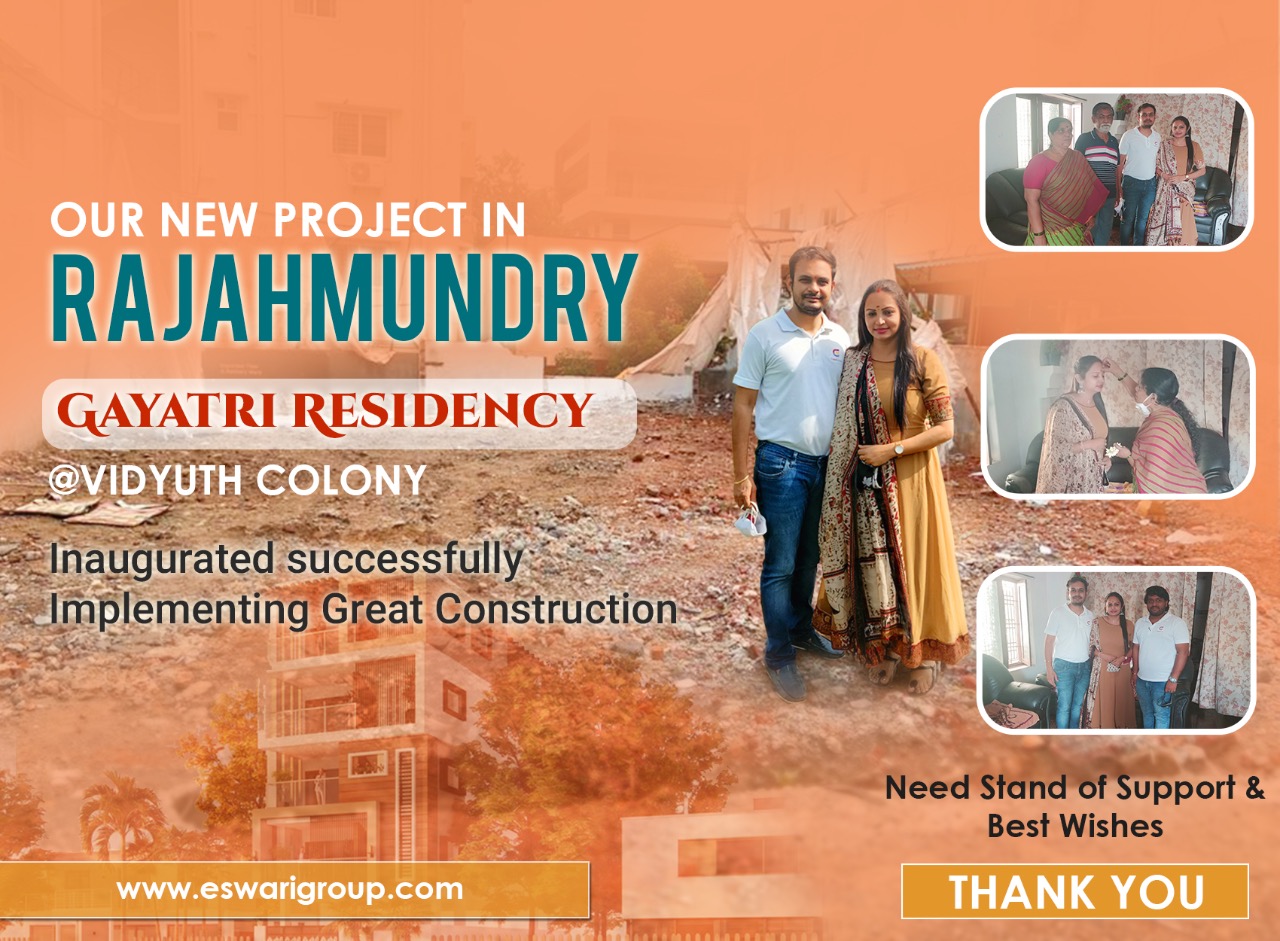 OUR NEW PROJECT IN
RAJAHMUNDRY
GAYATRI RESIDENCY
@VIDYUTH COLONY
Inaugurated successfully
Implementing Great Construction
Need Stand of Support &
Best Wishes
www.eswarigroup.com
THANK YOU